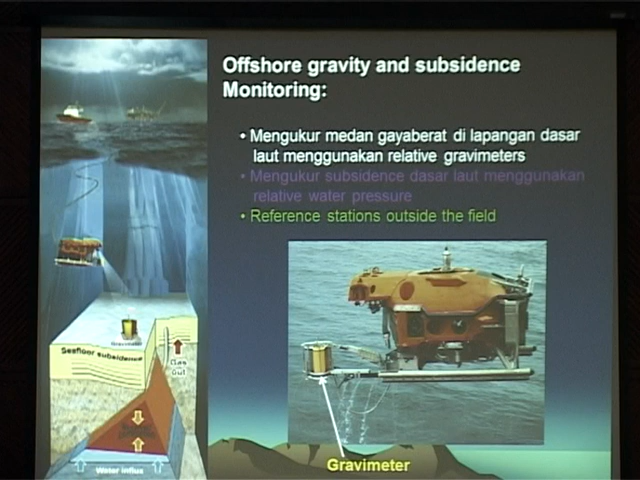 Offshore gravity and subsidence
Monitoring:
• Mengukur medan gayaberat di lapangan dasar
laut menggunakan relative gravimeters
• Mengukur subsidence dasar laut menggunakan
relative water pressure
• Reference stations outside the field
Gravimeter
Seafloor subsidence
Gas
out
Water influx
Gravimeter